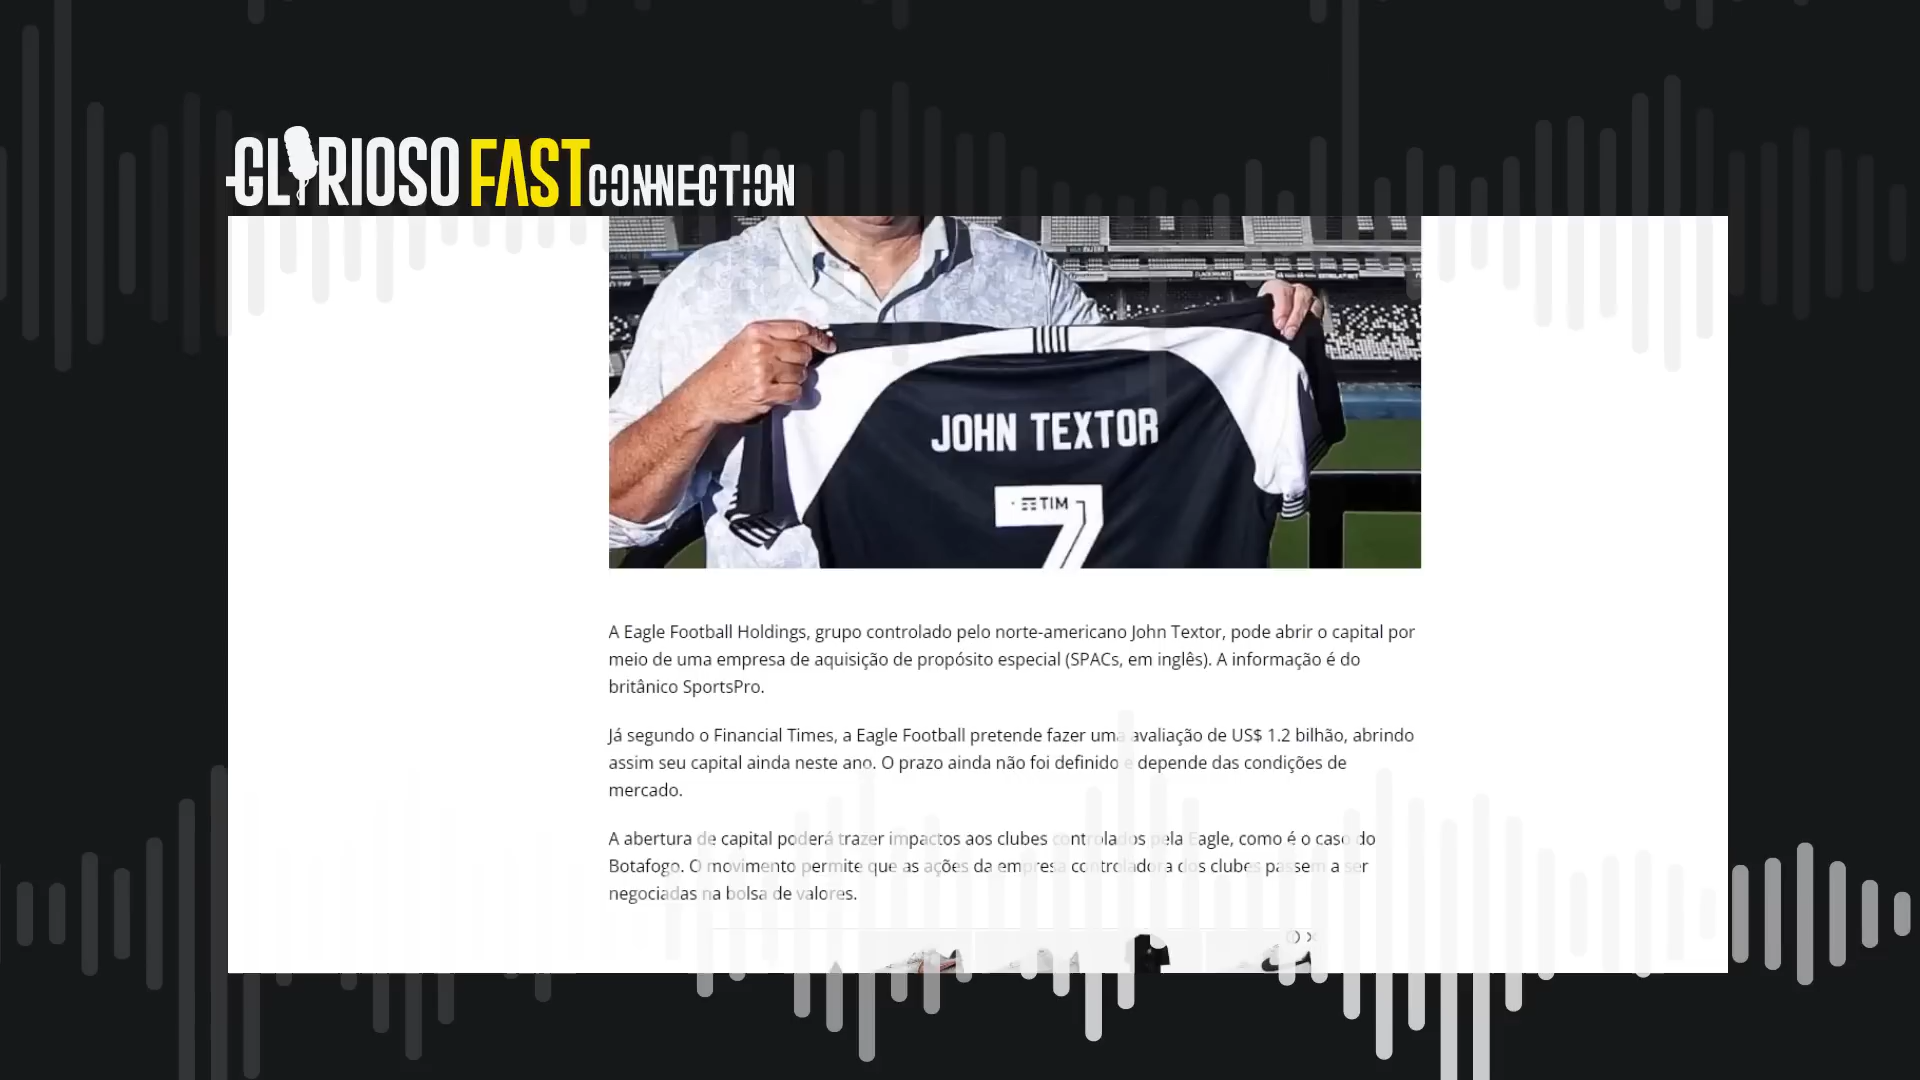 GLORIOSO FAST CONNECTION
JOHN TEXTOR
TIM
7
A Eagle Football Holdings, grupo controlado pelo norte-americano John Textor, pode abrir o capital por
meio de uma empresa de aquisição de propósito especial (SPACs, em inglês). A informação é do
britânico SportsPro.
Já segundo o Financial Times, a Eagle Football pretende fazer uma avaliação de US$ 1.2 bilhão, abrindo
assim seu capital ainda neste ano. O prazo ainda não foi definido e depende das condições de
mercado.
A abertura de capital poderá trazer impactos aos clubes controlados pela Eagle, como é o caso do
Botafogo. O movimento permite que as ações da empresa controladora dos clubes passem a ser
negociadas na bolsa de valores.